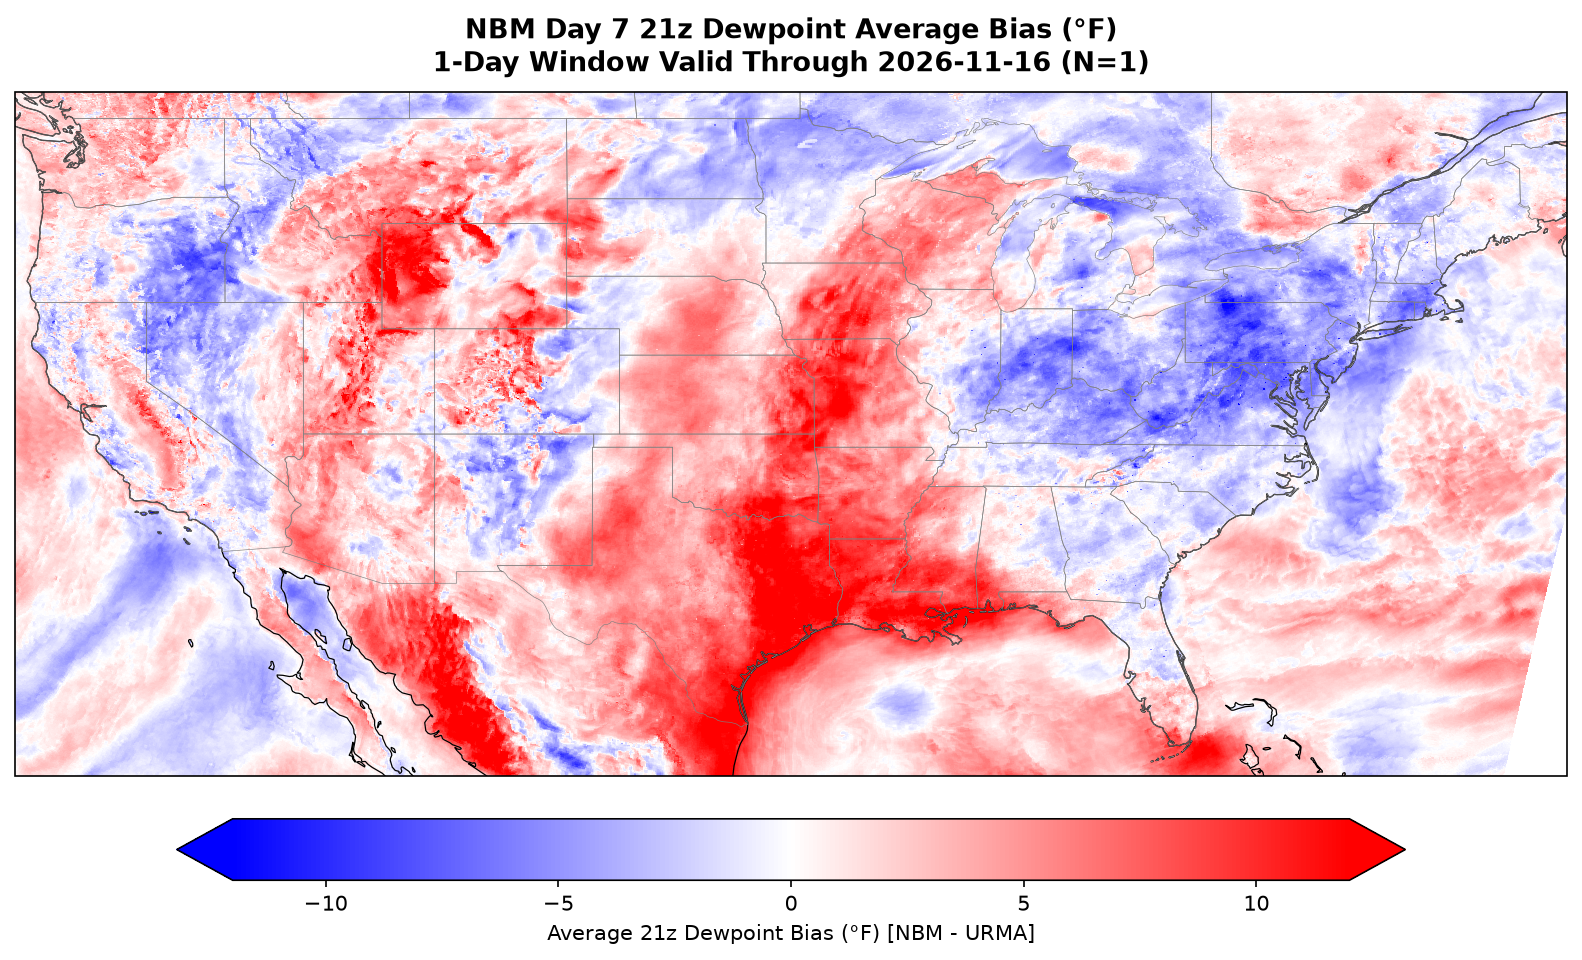 NBM Day 7 21z Dewpoint Average Bias (°F)
1-Day Window Valid Through 2026-11-16 (N=1)
−10 −5 0 5 10
Average 21z Dewpoint Bias (°F) [NBM - URMA]